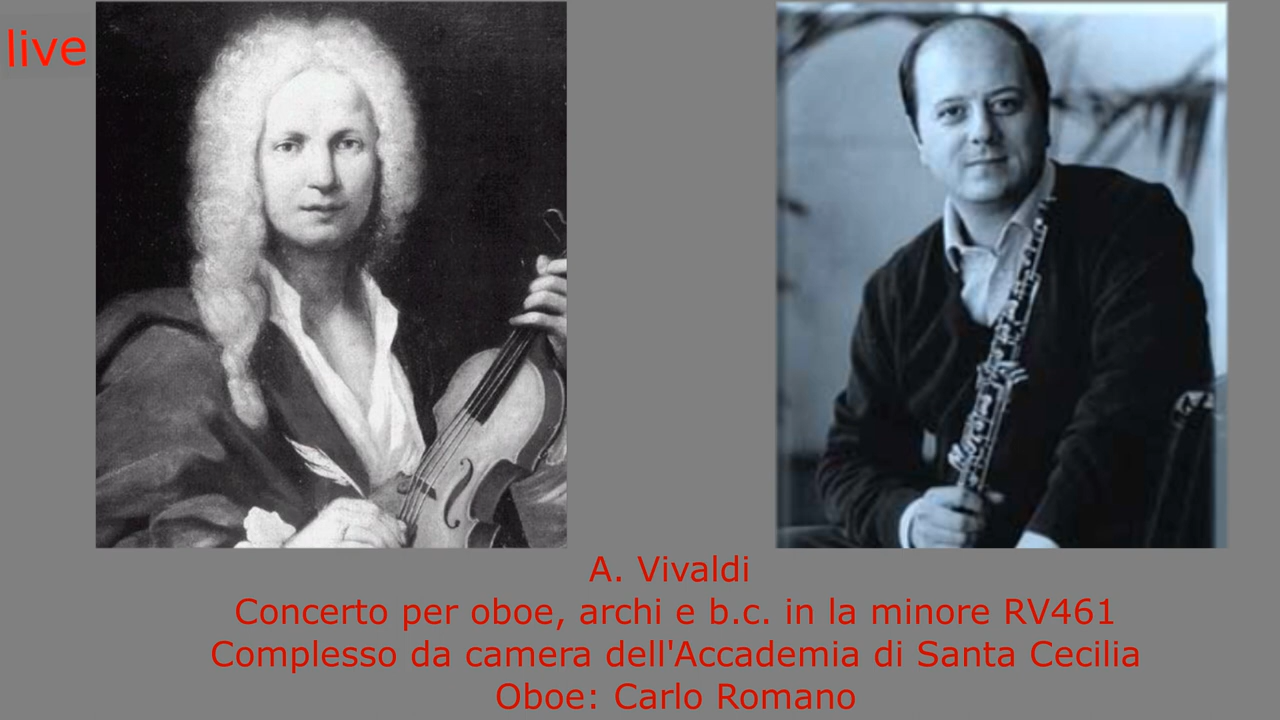 live
A. Vivaldi
Concerto per oboe, archi e b.c. in la minore RV461
Complesso da camera dell'Accademia di Santa Cecilia
Oboe: Carlo Romano